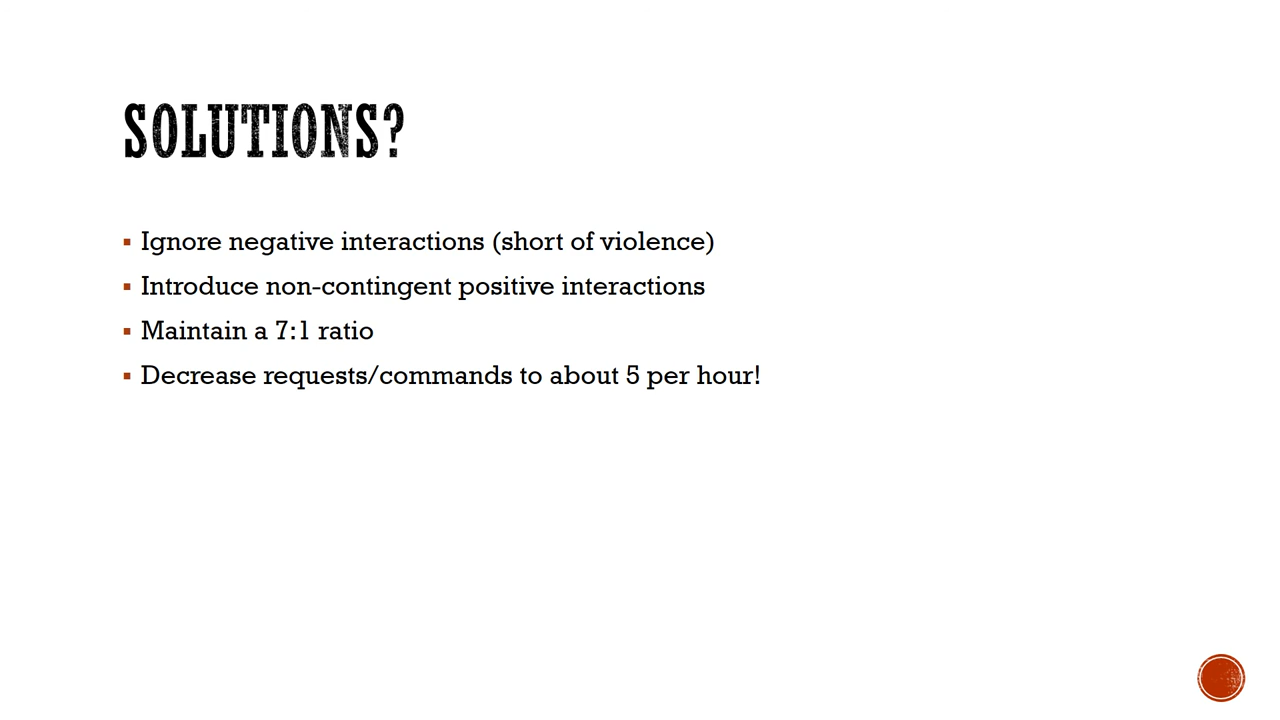 SOLUTIONS?
Ignore negative interactions (short of violence)
Introduce non-contingent positive interactions
Maintain a 7:1 ratio
Decrease requests/commands to about 5 per hour!